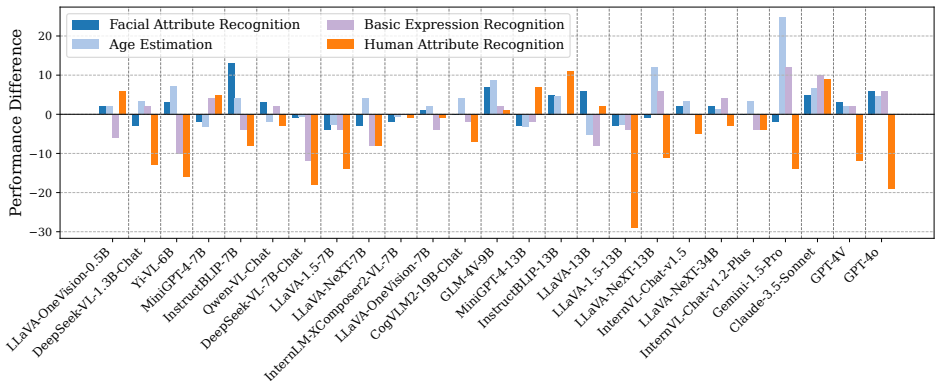 Facial Attribute Recognition
Age Estimation
Basic Expression Recognition
Human Attribute Recognition
Performance Difference
20
10
0
−10
−20
−30
LLaVA-OneVision-0.5B
DeepSeek-VL-1.3B-Chat
Yi-VL-6B
MiniGPT-4-7B
InstructBLIP-7B
Qwen-VL-Chat
DeepSeek-VL-7B-Chat
LLaVA-1.5-7B
LLaVA-NeXT-7B
InternLM-XComposer2-VL-7B
LLaVA-OneVision-7B
CogVLM2-19B-Chat
GLM-4V-9B
MiniGPT-4-13B
InstructBLIP-13B
LLaVA-13B
LLaVA-1.5-13B
LLaVA-NeXT-13B
InternVL-Chat-v1.5
LLaVA-NeXT-34B
InternVL-Chat-v1.2-Plus
Gemini-1.5-Pro
Claude-3.5-Sonnet
GPT-4V
GPT-4o